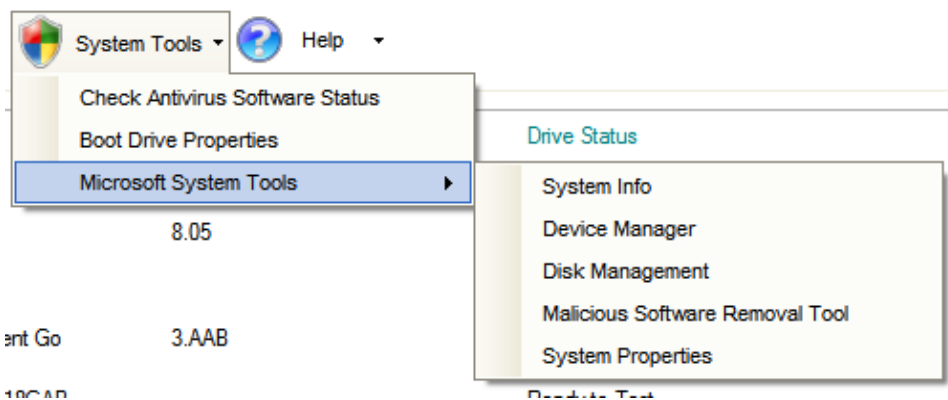 System Tools Help
Check Antivirus Software Status
Boot Drive Properties
Drive Status
Microsoft System Tools
System Info
8.05
Device Manager
Disk Management
Malicious Software Removal Tool
ent Go 3.AAB
System Properties